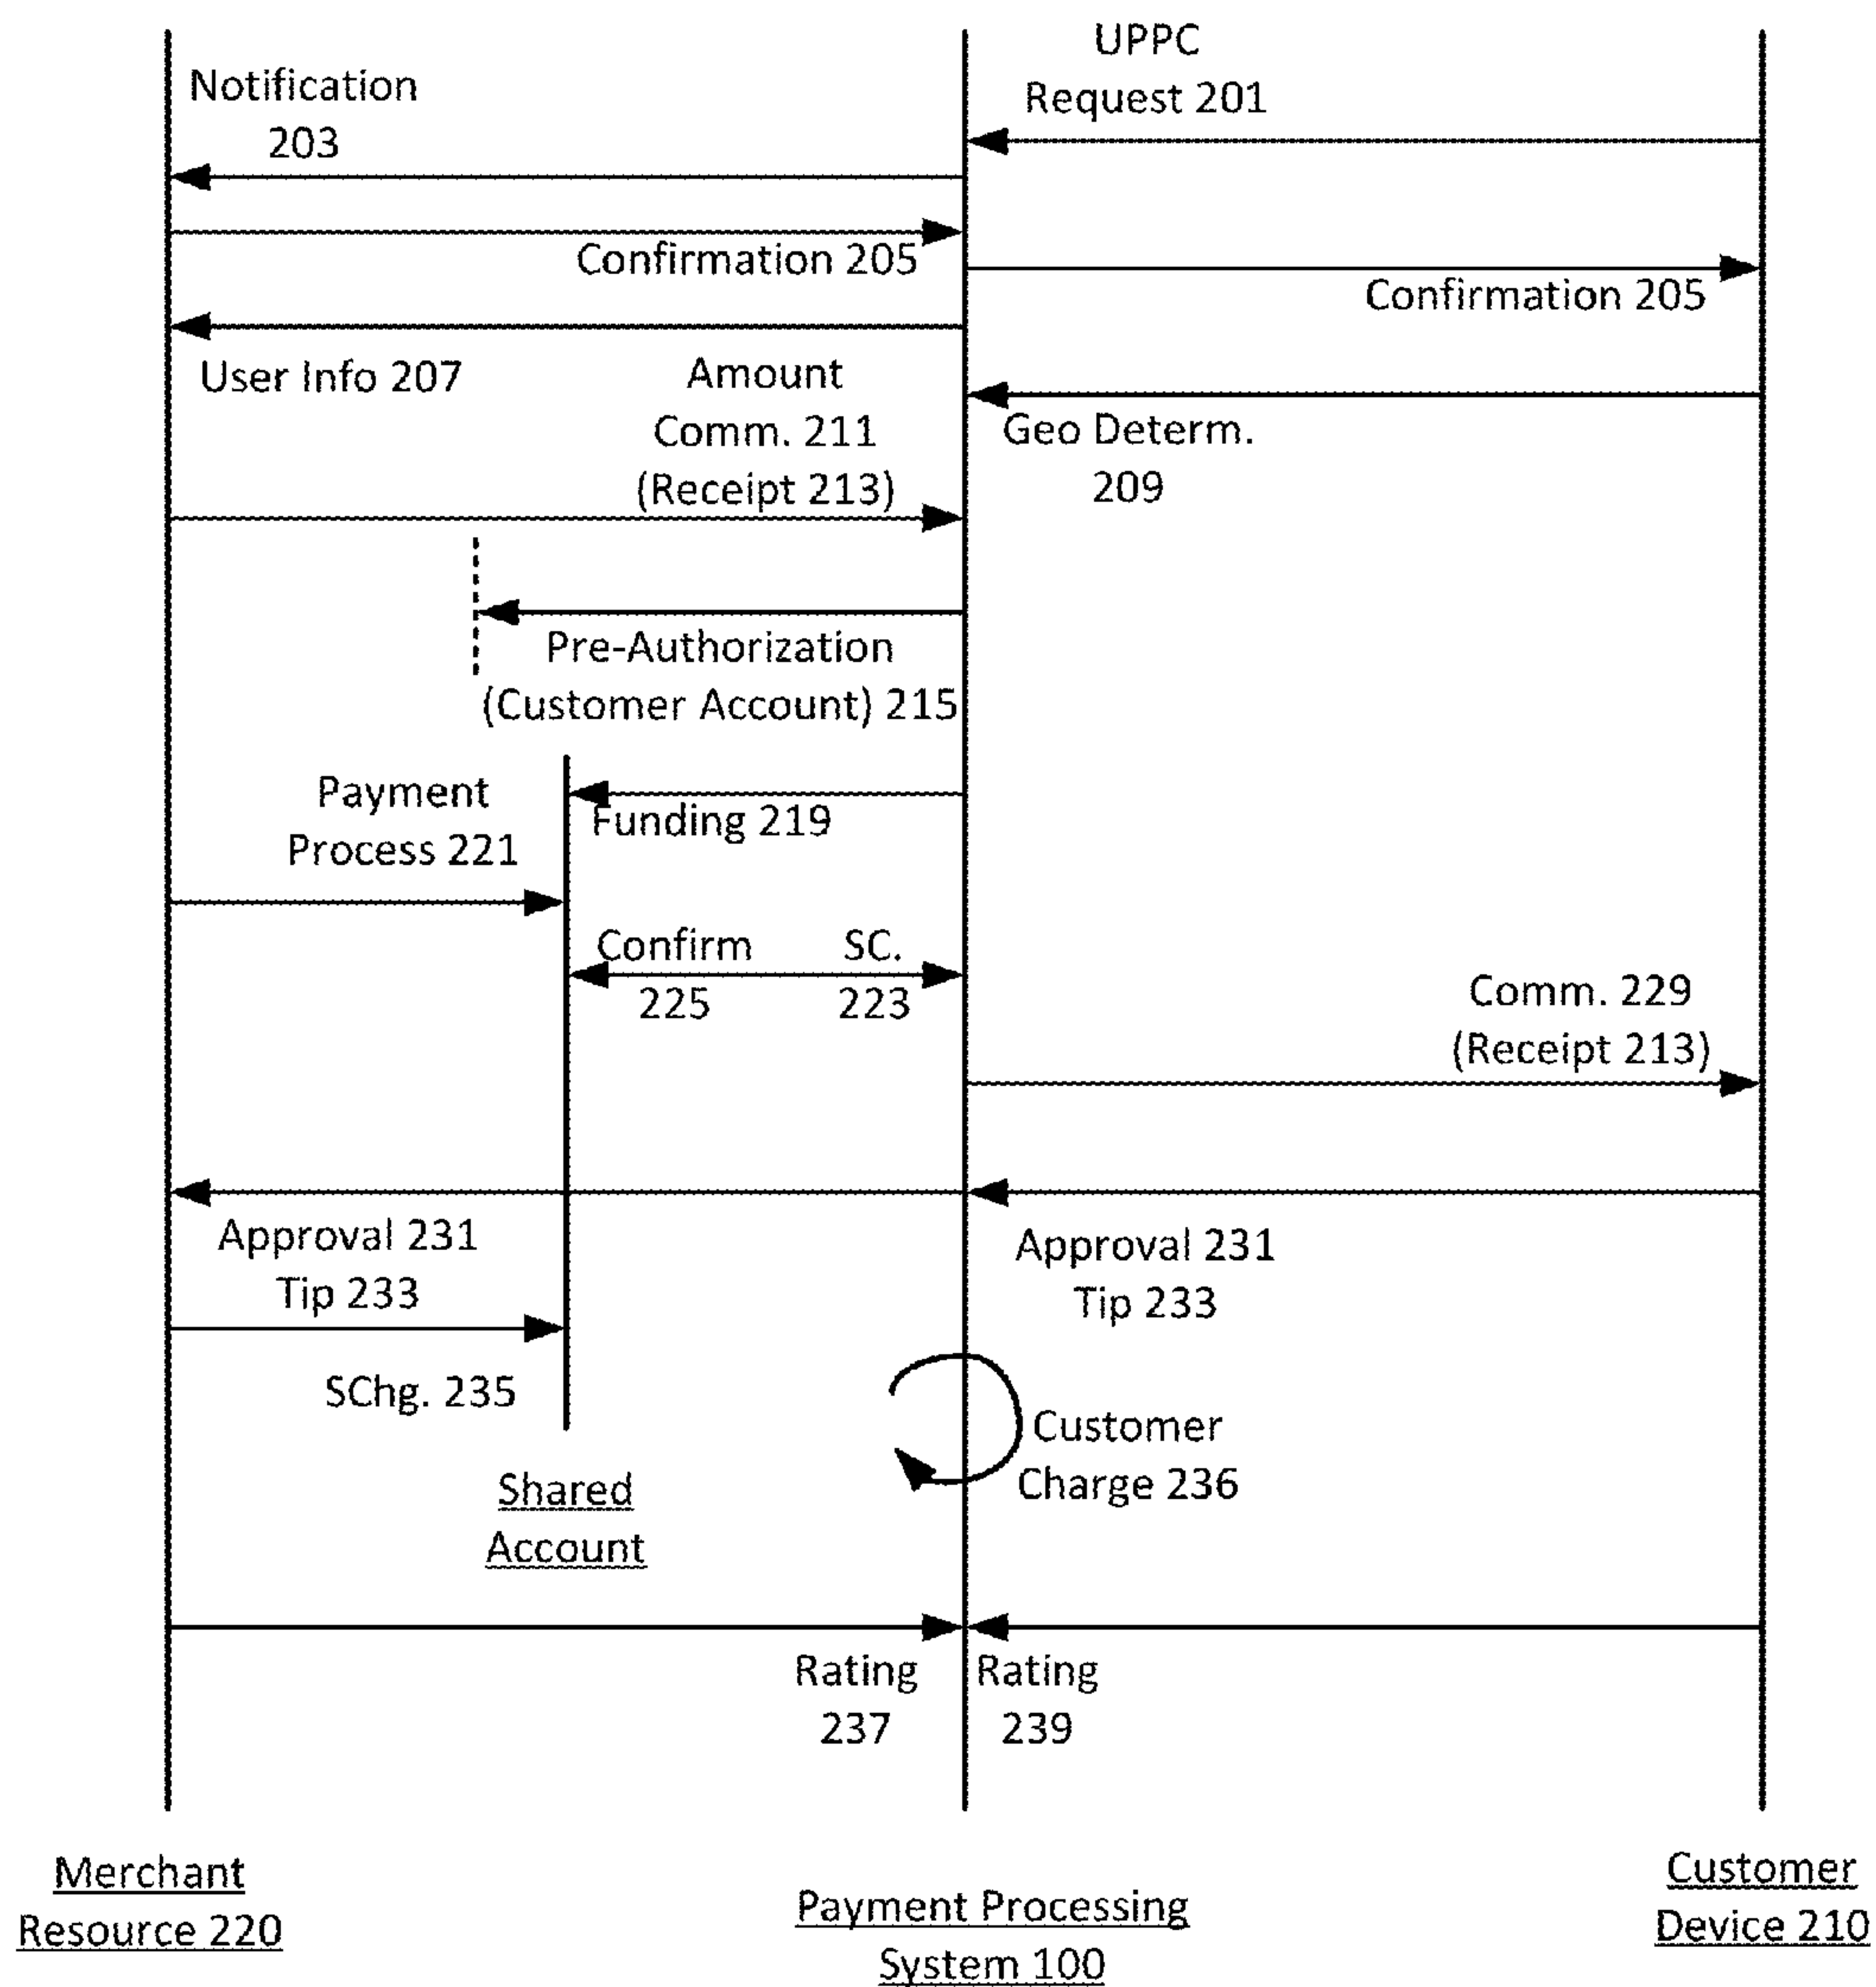 UPPC
Request 201
Notification
203
Confirmation 205
Confirmation 205
User Info 207
Amount
Comm. 211
(Receipt 213)
Geo Determ.
209
Pre-Authorization
(Customer Account) 215
Payment
Process 221
Funding 219
Confirm
225
SC.
223
Comm. 229
(Receipt 213)
Approval 231
Tip 233
Approval 231
Tip 233
SChg. 235
Customer
Charge 236
Shared
Account
Rating
237
Rating
239
Merchant
Resource 220
Payment Processing
System 100
Customer
Device 210